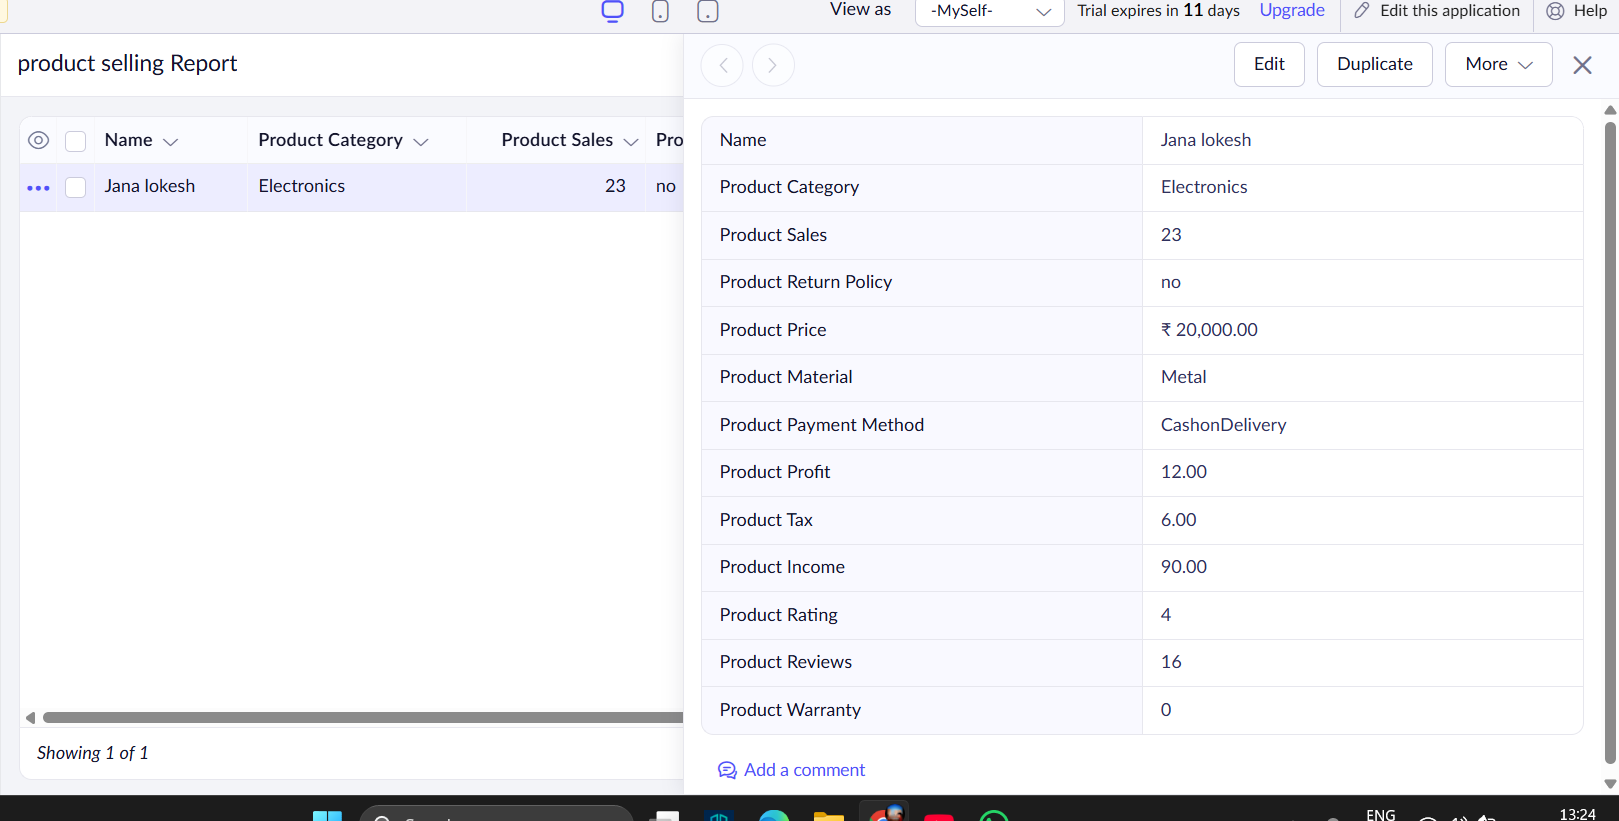 View as -MySelf- Trial expires in 11 days Upgrade Edit this application Help
product selling Report
Edit Duplicate More
Name Product Category Product Sales Pro
Jana lokesh Electronics 23 no
Name Jana lokesh
Product Category Electronics
Product Sales 23
Product Return Policy no
Product Price ₹ 20,000.00
Product Material Metal
Product Payment Method CashonDelivery
Product Profit 12.00
Product Tax 6.00
Product Income 90.00
Product Rating 4
Product Reviews 16
Product Warranty 0
Showing 1 of 1
Add a comment
ENG 13:24